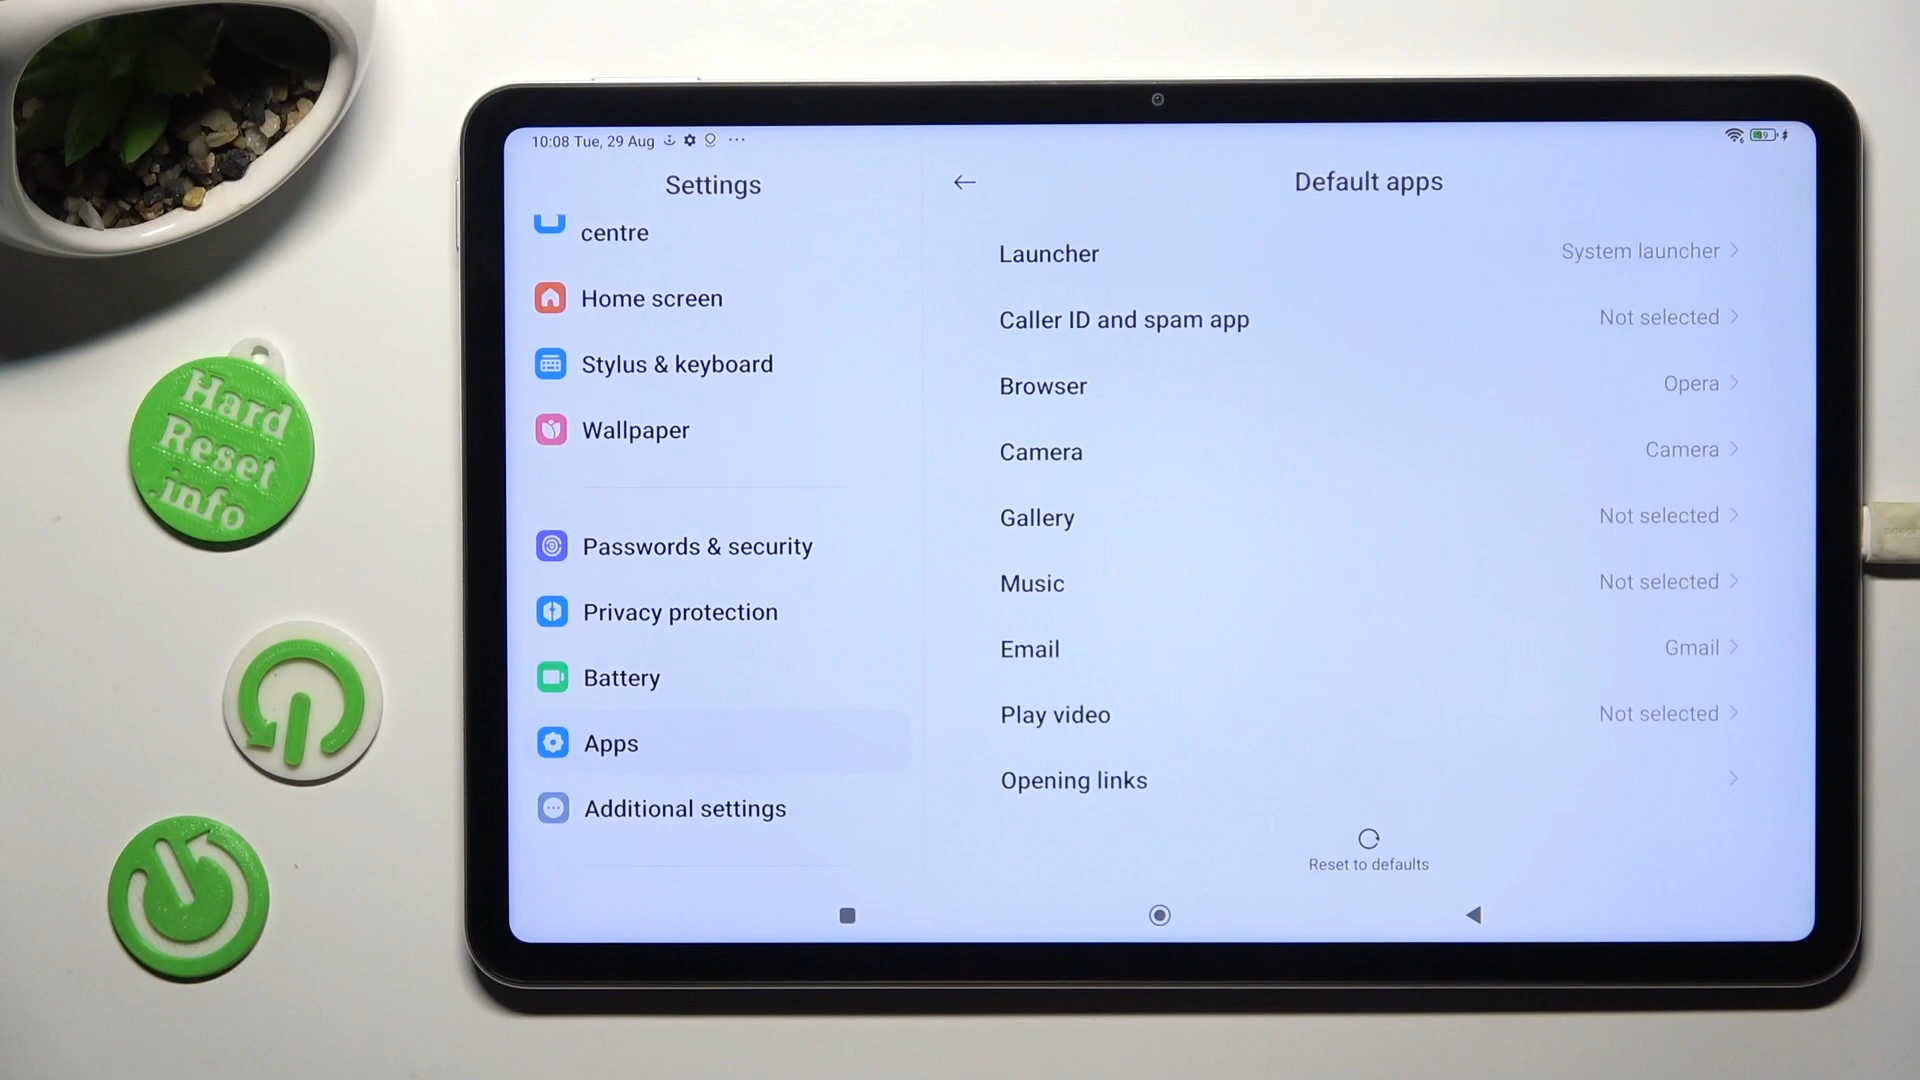 10:08 Tue, 29 Aug
Settings
centre
Home screen
Stylus & keyboard
Wallpaper
Passwords & security
Privacy protection
Battery
Apps
Additional settings
Default apps
Launcher System launcher
Caller ID and spam app Not selected
Browser Opera
Camera Camera
Gallery Not selected
Music Not selected
Email Gmail
Play video Not selected
Opening links
Reset to defaults
Hard
Reset
.info